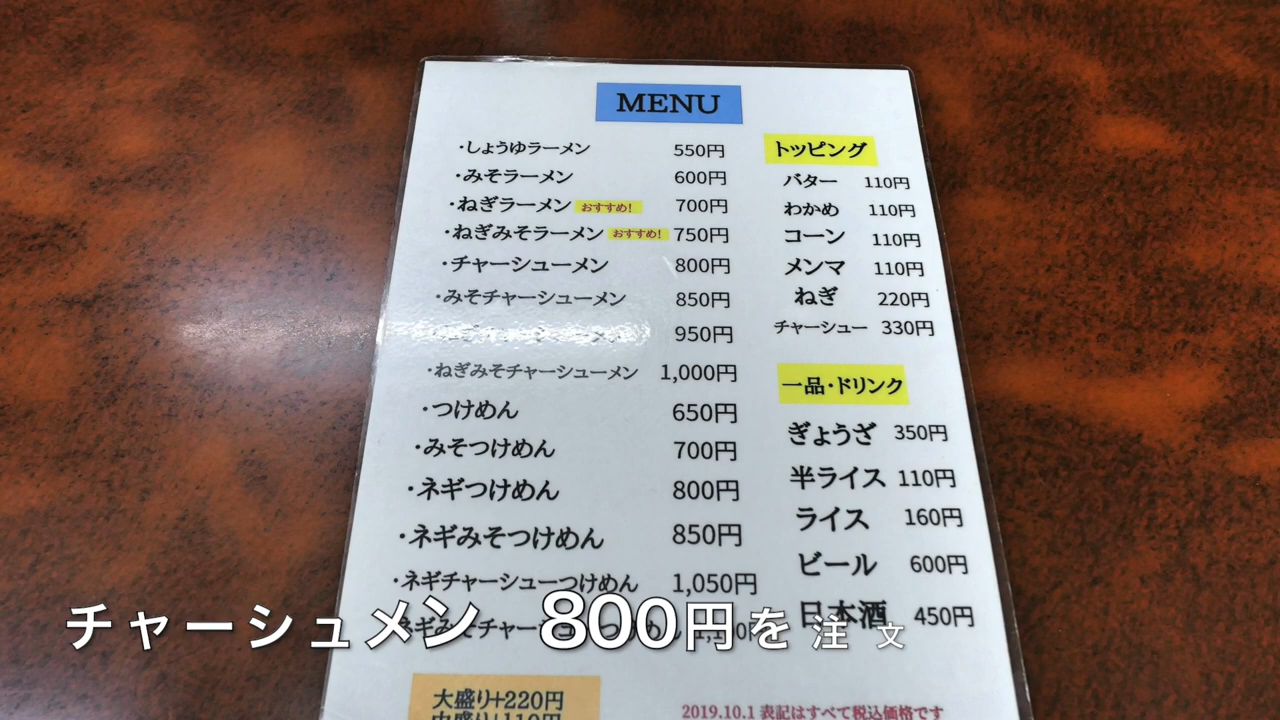 MENU
・しょうゆラーメン 550円
・みそラーメン 600円
・ねぎラーメン おすすめ! 700円
・ねぎみそラーメン おすすめ! 750円
・チャーシューメン 800円
・みそチャーシューメン 850円
950円
・ねぎみそチャーシューメン 1,000円
・つけめん 650円
・みそつけめん 700円
・ネギつけめん 800円
・ネギみそつけめん 850円
・ネギチャーシューつけめん 1,050円
大盛り+220円
中盛り+110円
トッピング
バター 110円
わかめ 110円
コーン 110円
メンマ 110円
ねぎ 220円
チャーシュー 330円
一品・ドリンク
ぎょうざ 350円
半ライス 110円
ライス 160円
ビール 600円
日本酒 450円
2019.10.1 表記はすべて税込価格です
チャーシュメン 800円を注文